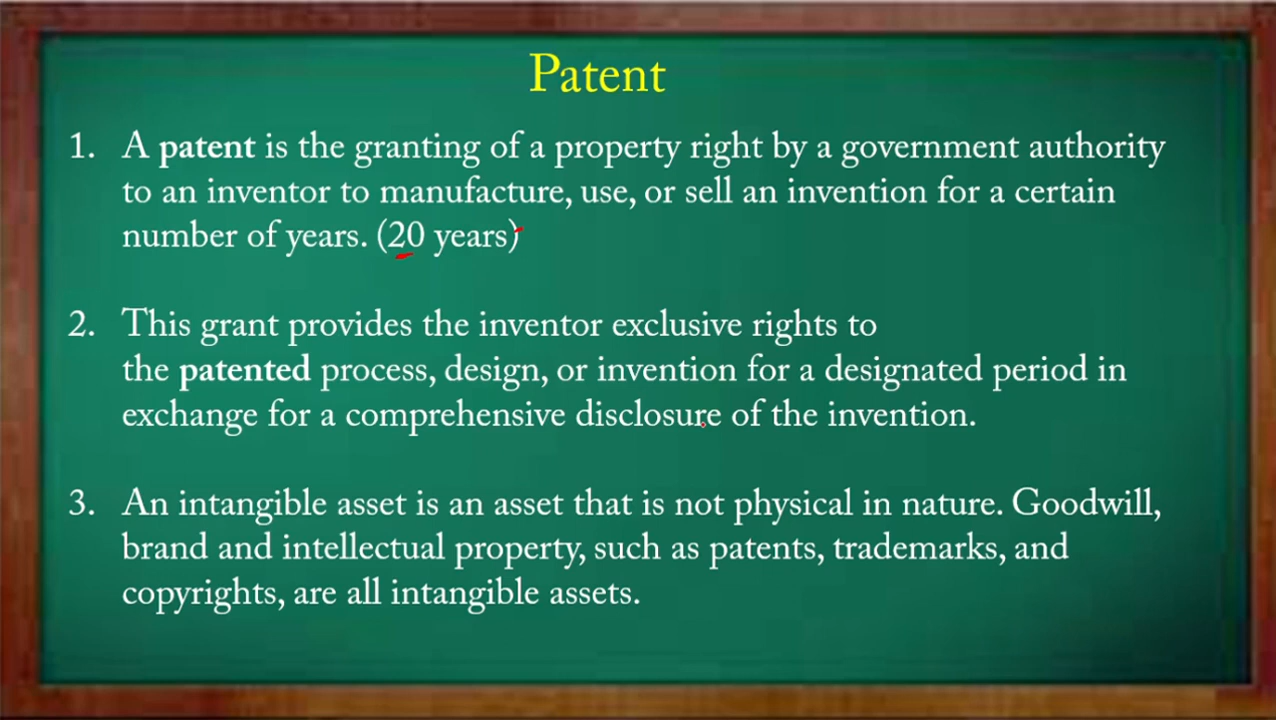 Patent
1. A patent is the granting of a property right by a government authority
to an inventor to manufacture, use, or sell an invention for a certain
number of years. (20 years)
2. This grant provides the inventor exclusive rights to
the patented process, design, or invention for a designated period in
exchange for a comprehensive disclosure of the invention.
3. An intangible asset is an asset that is not physical in nature. Goodwill,
brand and intellectual property, such as patents, trademarks, and
copyrights, are all intangible assets.